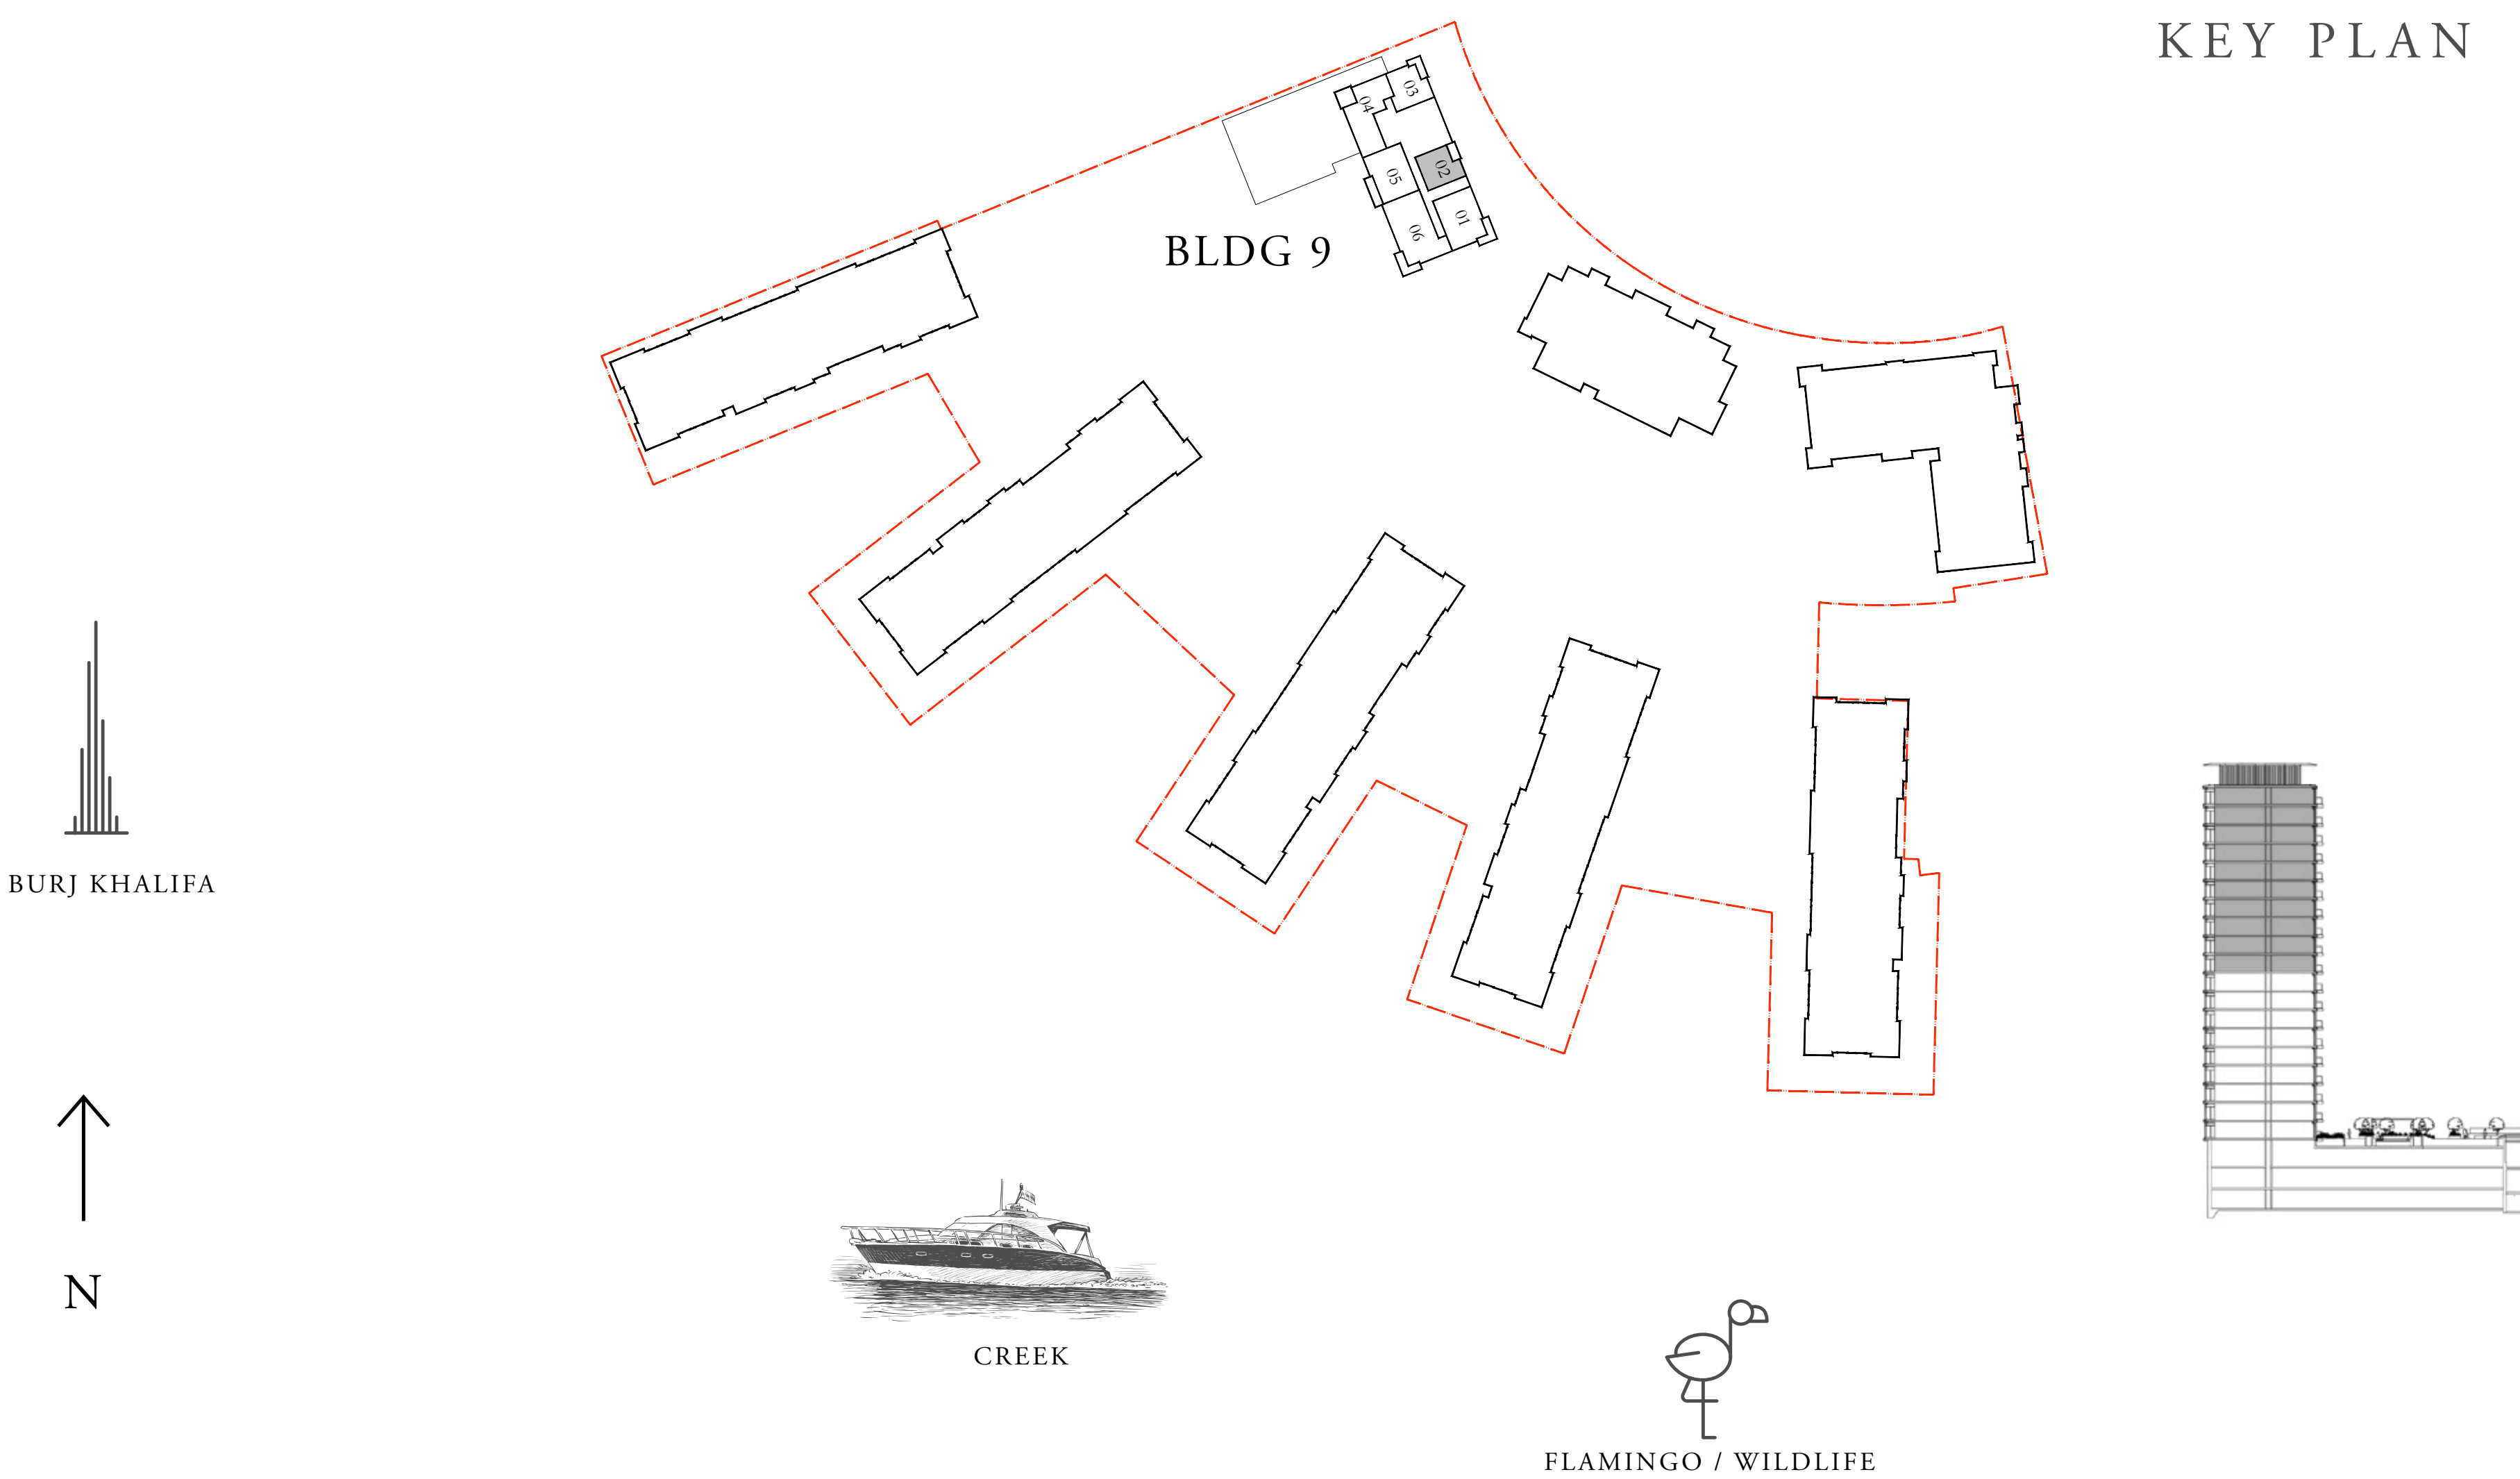 KEY PLAN
03
04
02
05
01
06
BLDG 9
BURJ KHALIFA
N
CREEK
FLAMINGO / WILDLIFE